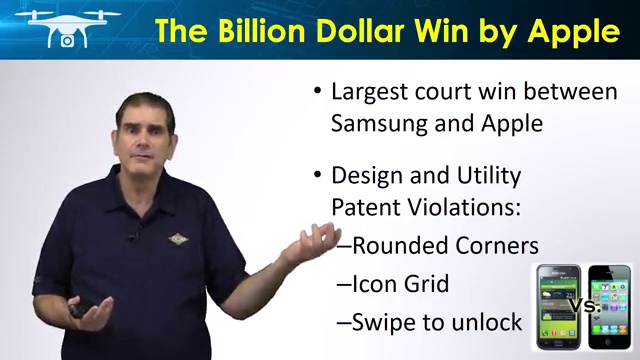 The Billion Dollar Win by Apple
• Largest court win between
Samsung and Apple
• Design and Utility
Patent Violations:
–Rounded Corners
–Icon Grid
–Swipe to unlock
Vs.